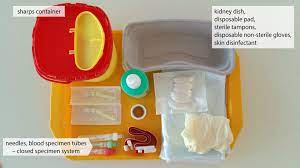 sharps container
kidney dish,
disposable pad,
sterile tampons,
disposable non-sterile gloves,
skin disinfectant
needles, blood specimen tubes
– closed specimen system